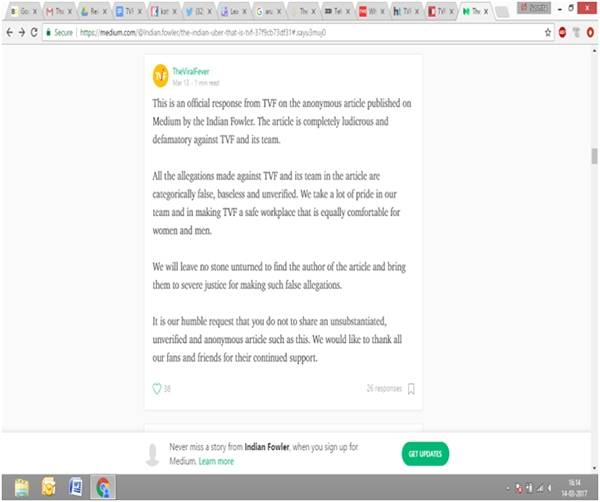 Secure https://medium.com/@indian.fowler/the-indian-uber-that-is-tvf-37f9cb73df31#.sayu3muj0
TVF
TheViralFever
Mar 13 · 1 min read
This is an official response from TVF on the anonymous article published on
Medium by the Indian Fowler. The article is completely ludicrous and
defamatory against TVF and its team.
All the allegations made against TVF and its team in the article are
categorically false, baseless and unverified. We take a lot of pride in our
team and in making TVF a safe workplace that is equally comfortable for
women and men.
We will leave no stone unturned to find the author of the article and bring
them to severe justice for making such false allegations.
It is our humble request that you do not to share an unsubstantiated,
unverified and anonymous article such as this. We would like to thank all
our fans and friends for their continued support.
38
26 responses
Never miss a story from Indian Fowler, when you sign up for
Medium. Learn more
GET UPDATES
16:14
14-03-2017